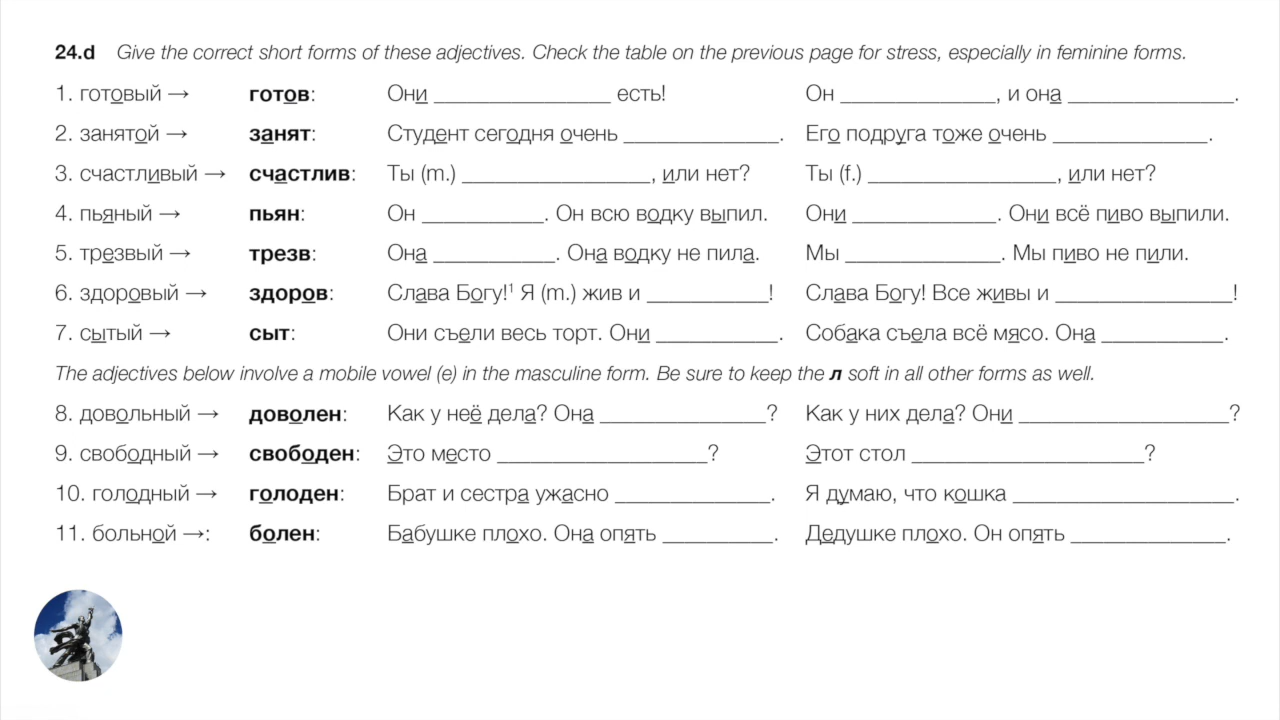 24.d Give the correct short forms of these adjectives. Check the table on the previous page for stress, especially in feminine forms.
1. готовый → готов: Они ________________ есть! Он ______________, и она _______________.
2. занятой → занят: Студент сегодня очень ______________. Его подруга тоже очень ______________.
3. счастливый → счастлив: Ты (m.) _________________, или нет? Ты (f.) _________________, или нет?
4. пьяный → пьян: Он ___________. Он всю водку выпил. Они _____________. Они всё пиво выпили.
5. трезвый → трезв: Она ___________. Она водку не пила. Мы ______________. Мы пиво не пили.
6. здоровый → здоров: Слава Богу!¹ Я (m.) жив и ___________! Слава Богу! Все живы и ________________!
7. сытый → сыт: Они съели весь торт. Они ___________. Собака съела всё мясо. Она ___________.
The adjectives below involve a mobile vowel (e) in the masculine form. Be sure to keep the л soft in all other forms as well.
8. довольный → доволен: Как у неё дела? Она _______________? Как у них дела? Они ___________________?
9. свободный → свободен: Это место ___________________? Этот стол _____________________?
10. голодный → голоден: Брат и сестра ужасно ______________. Я думаю, что кошка ____________________.
11. больной →: болен: Бабушке плохо. Она опять __________. Дедушке плохо. Он опять ______________.